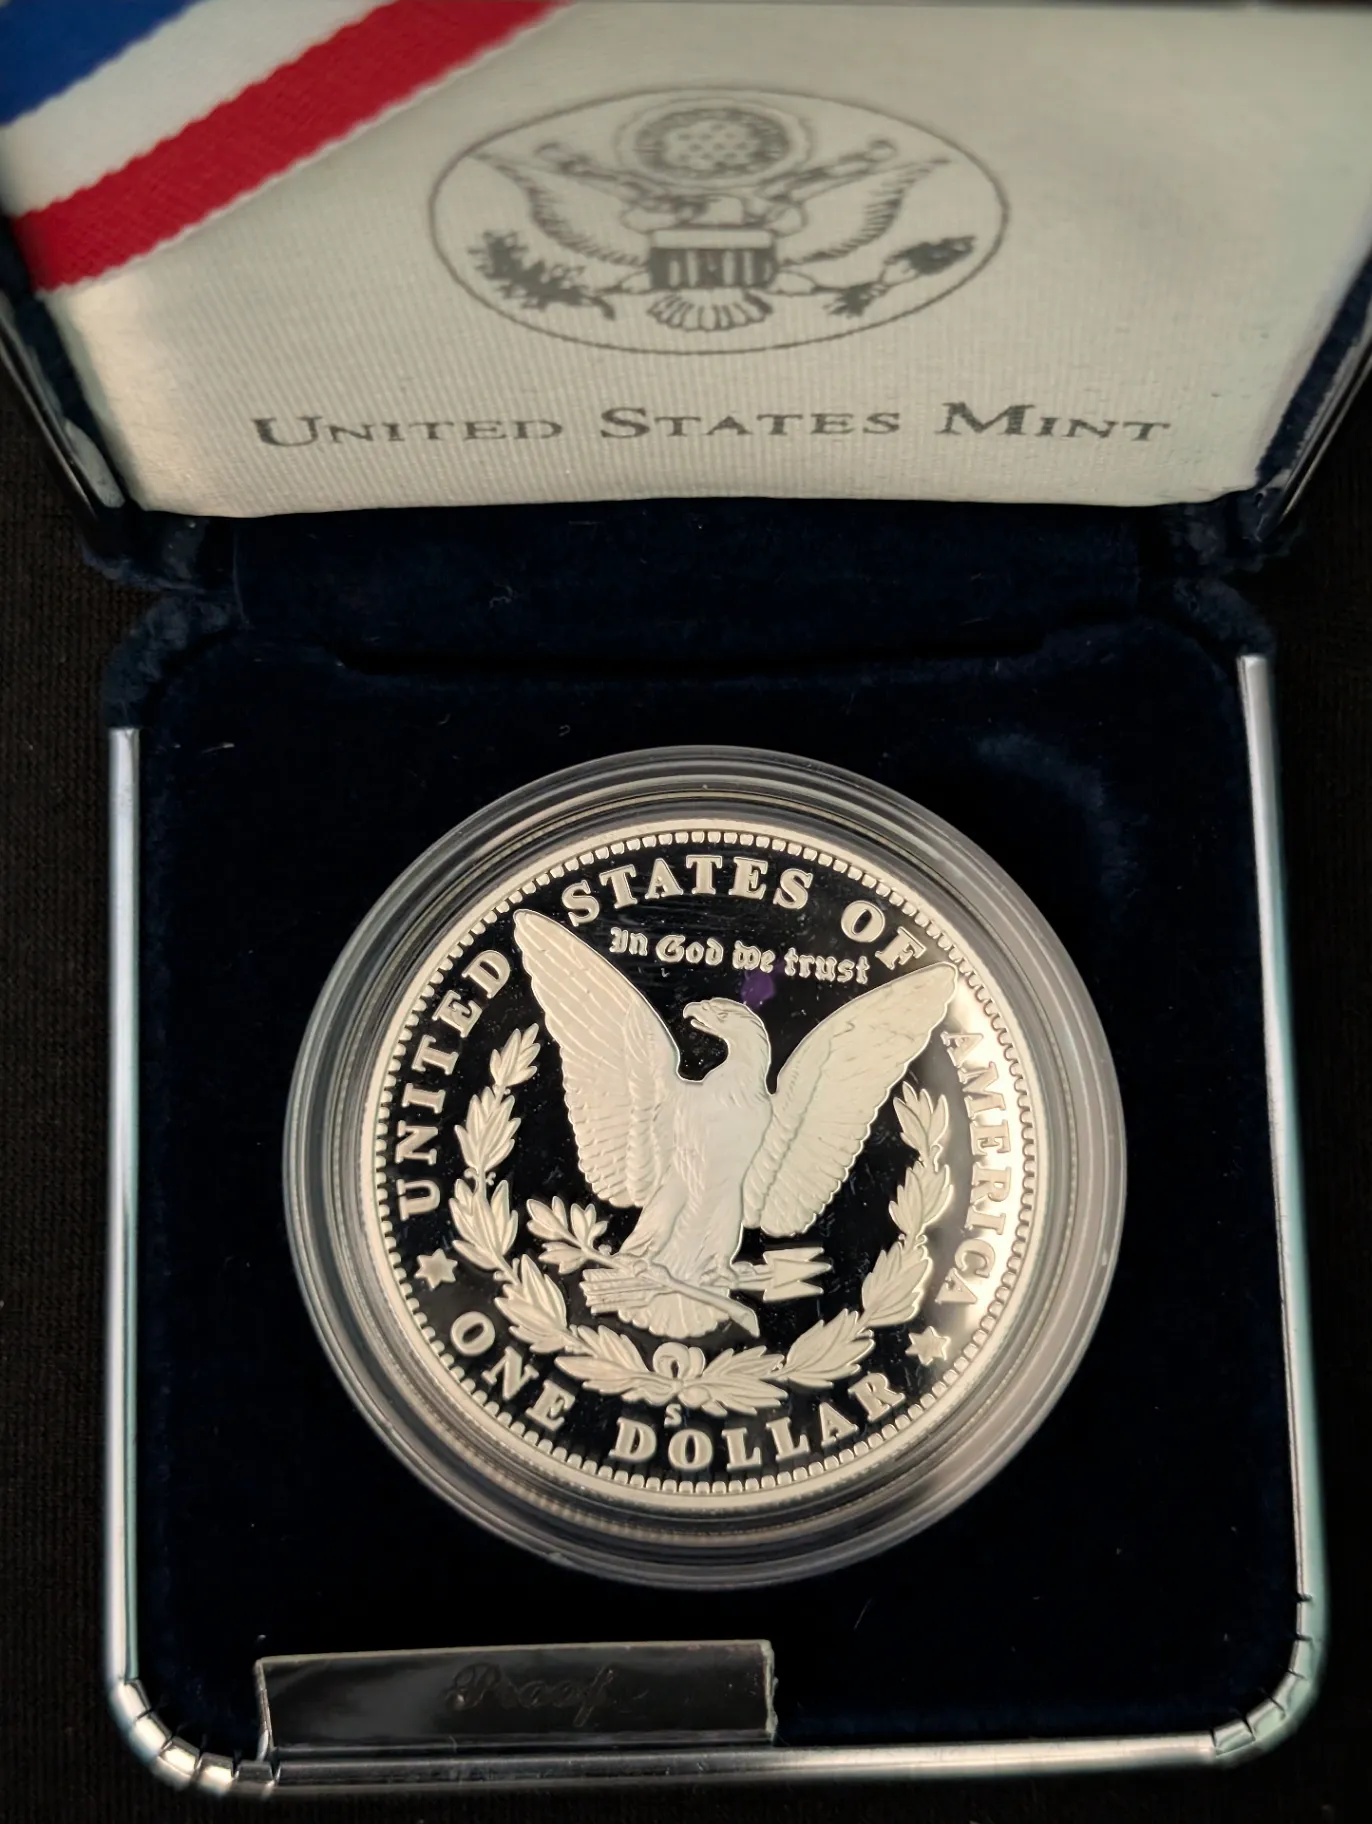 UNITED STATES MINT
UNITED STATES OF AMERICA
In God we trust
S
ONE DOLLAR
Proof